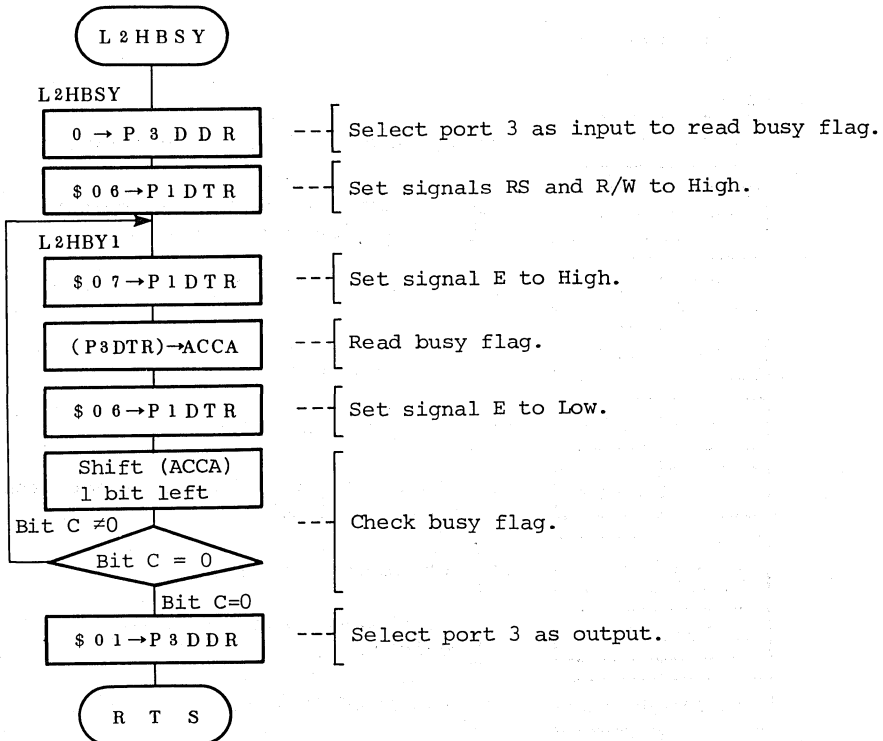 L2HBSY
L2HBSY
0 → P3DDR
Select port 3 as input to read busy flag.
$06→P1DTR
Set signals RS and R/W to High.
L2HBY1
$07→P1DTR
Set signal E to High.
(P3DTR)→ACCA
Read busy flag.
$06→P1DTR
Set signal E to Low.
Shift (ACCA)
1 bit left
Bit C ≠0
Check busy flag.
Bit C = 0
Bit C=0
$01→P3DDR
Select port 3 as output.
RTS